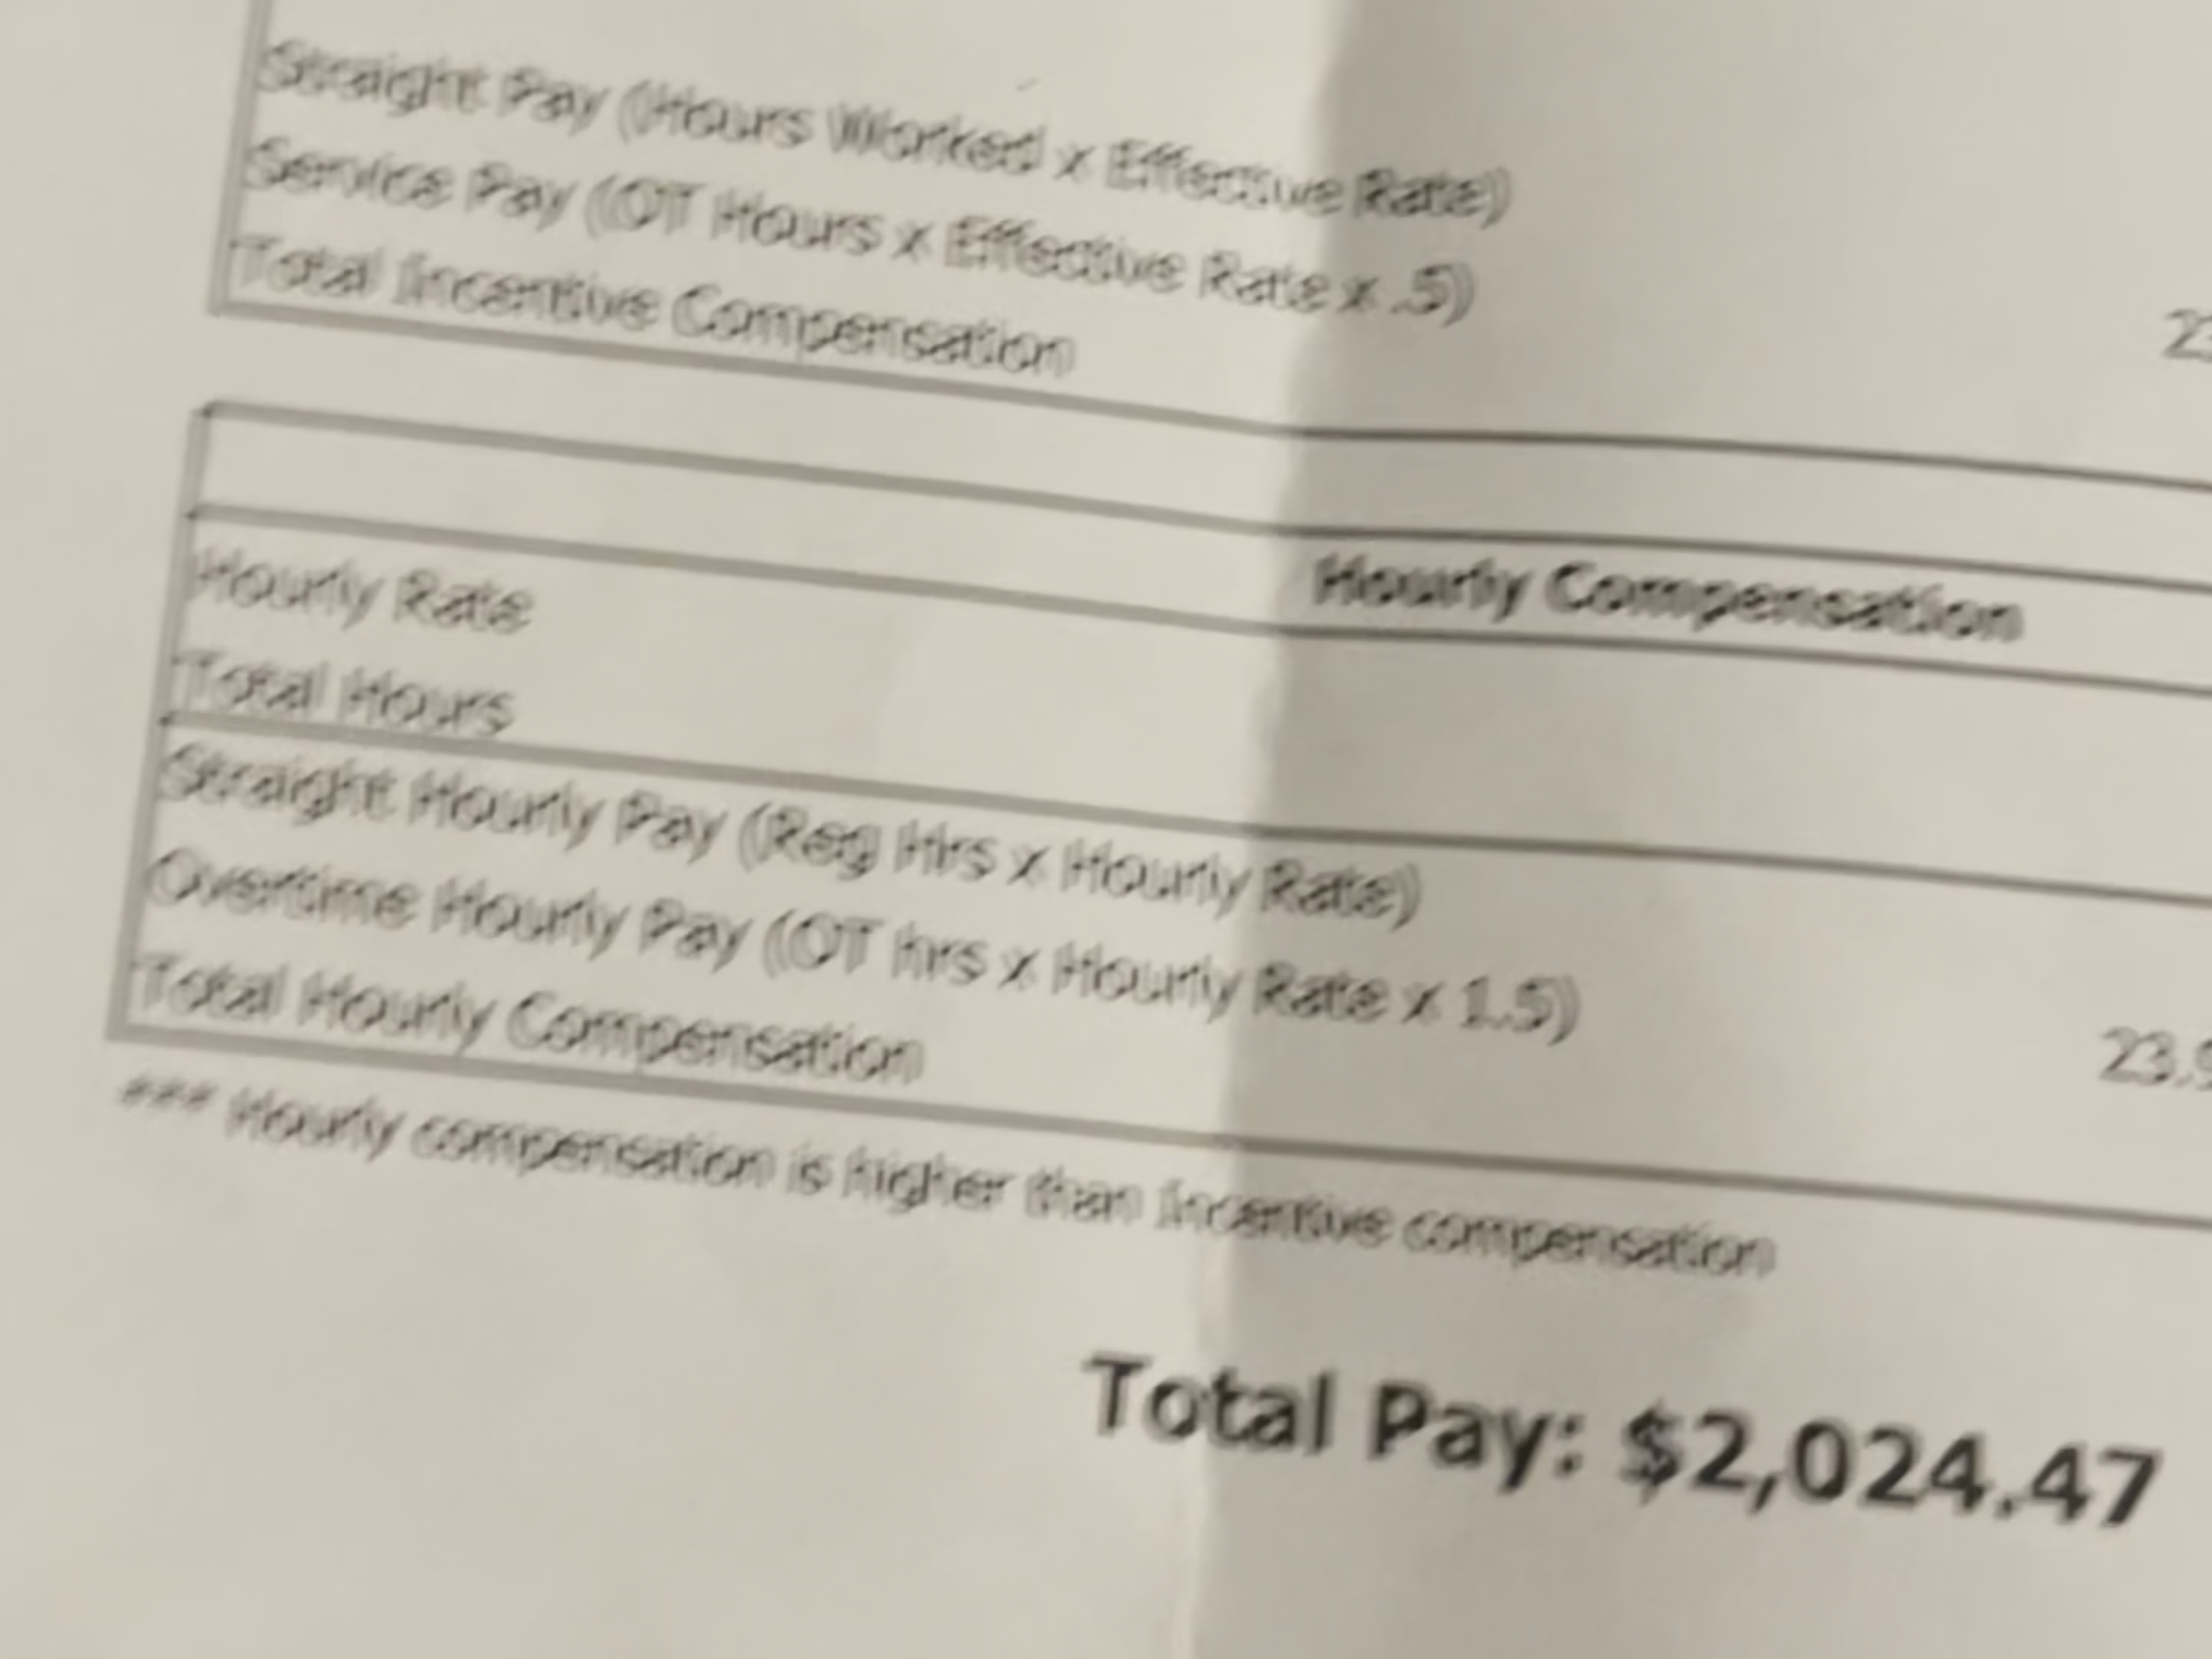 Straight Pay (Hours Worked x Effective Rate)
Service Pay (OT Hours x Effective Rate x .5)
Total Incentive Compensation
Hourly Compensation
Hourly Rate
Total Hours
Straight Hourly Pay (Reg Hrs x Hourly Rate)
Overtime Hourly Pay (OT hrs x Hourly Rate x 1.5)
Total Hourly Compensation
### Hourly compensation is higher than Incentive compensation
Total Pay: $2,024.47